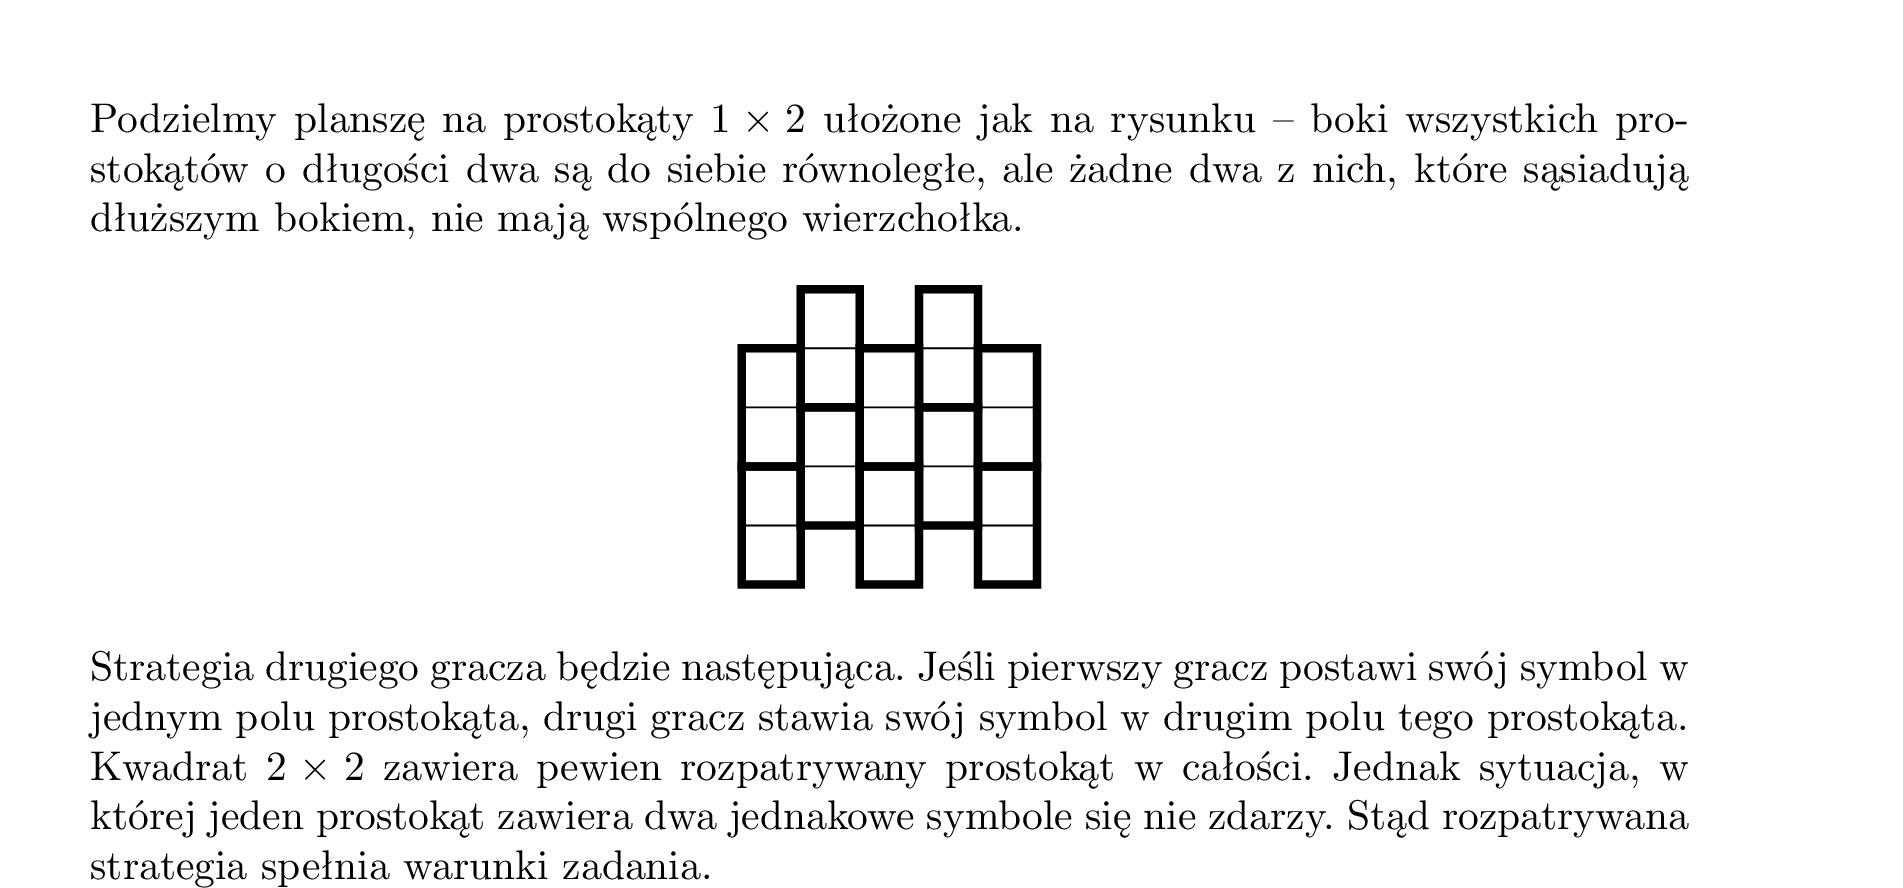 Podzielmy planszę na prostokąty 1 × 2 ułożone jak na rysunku – boki wszystkich pro-
stokątów o długości dwa są do siebie równoległe, ale żadne dwa z nich, które sąsiadują
dłuższym bokiem, nie mają wspólnego wierzchołka.
Strategia drugiego gracza będzie następująca. Jeśli pierwszy gracz postawi swój symbol w
jednym polu prostokąta, drugi gracz stawia swój symbol w drugim polu tego prostokąta.
Kwadrat 2 × 2 zawiera pewien rozpatrywany prostokąt w całości. Jednak sytuacja, w
której jeden prostokąt zawiera dwa jednakowe symbole się nie zdarzy. Stąd rozpatrywana
strategia spełnia warunki zadania.